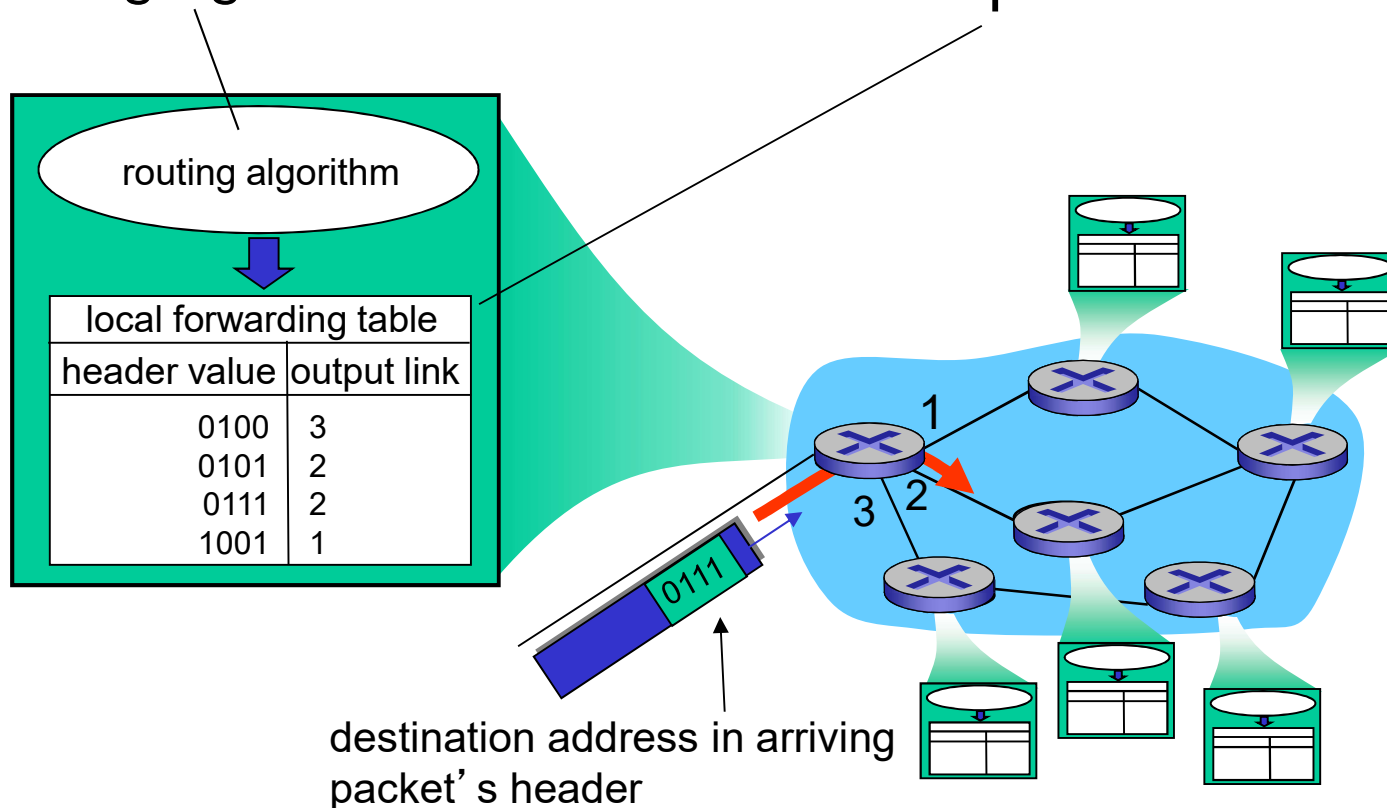 routing algorithm
local forwarding table
header value output link
0100 3
0101 2
0111 2
1001 1
1
2
3
0111
destination address in arriving
packet’s header